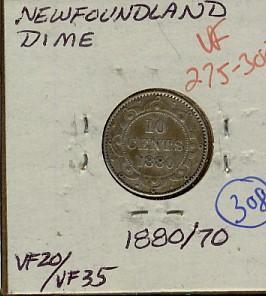 NEWFOUNDLAND
DIME
VF
275-300
10
CENTS
1880
308
1880/70
VF20/
/VF35